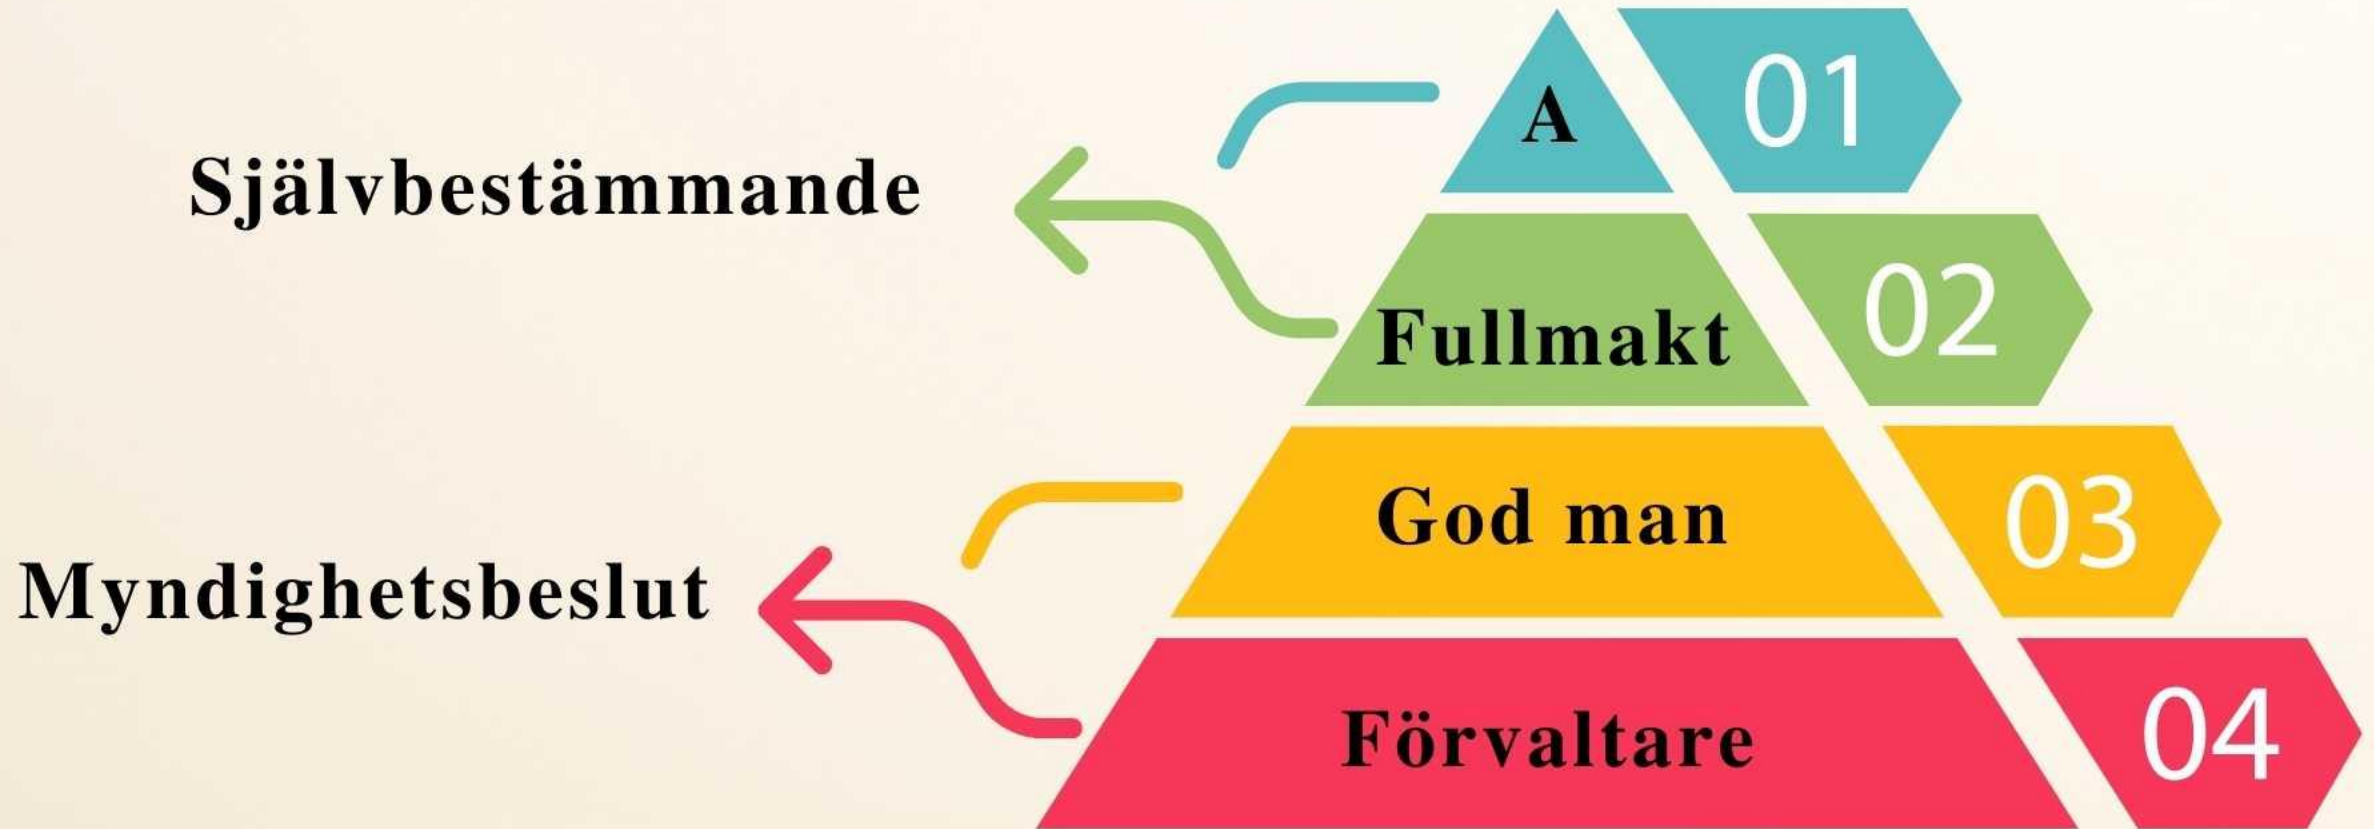 A
01
Självbestämmande
Fullmakt
02
God man
03
Myndighetsbeslut
Förvaltare
04